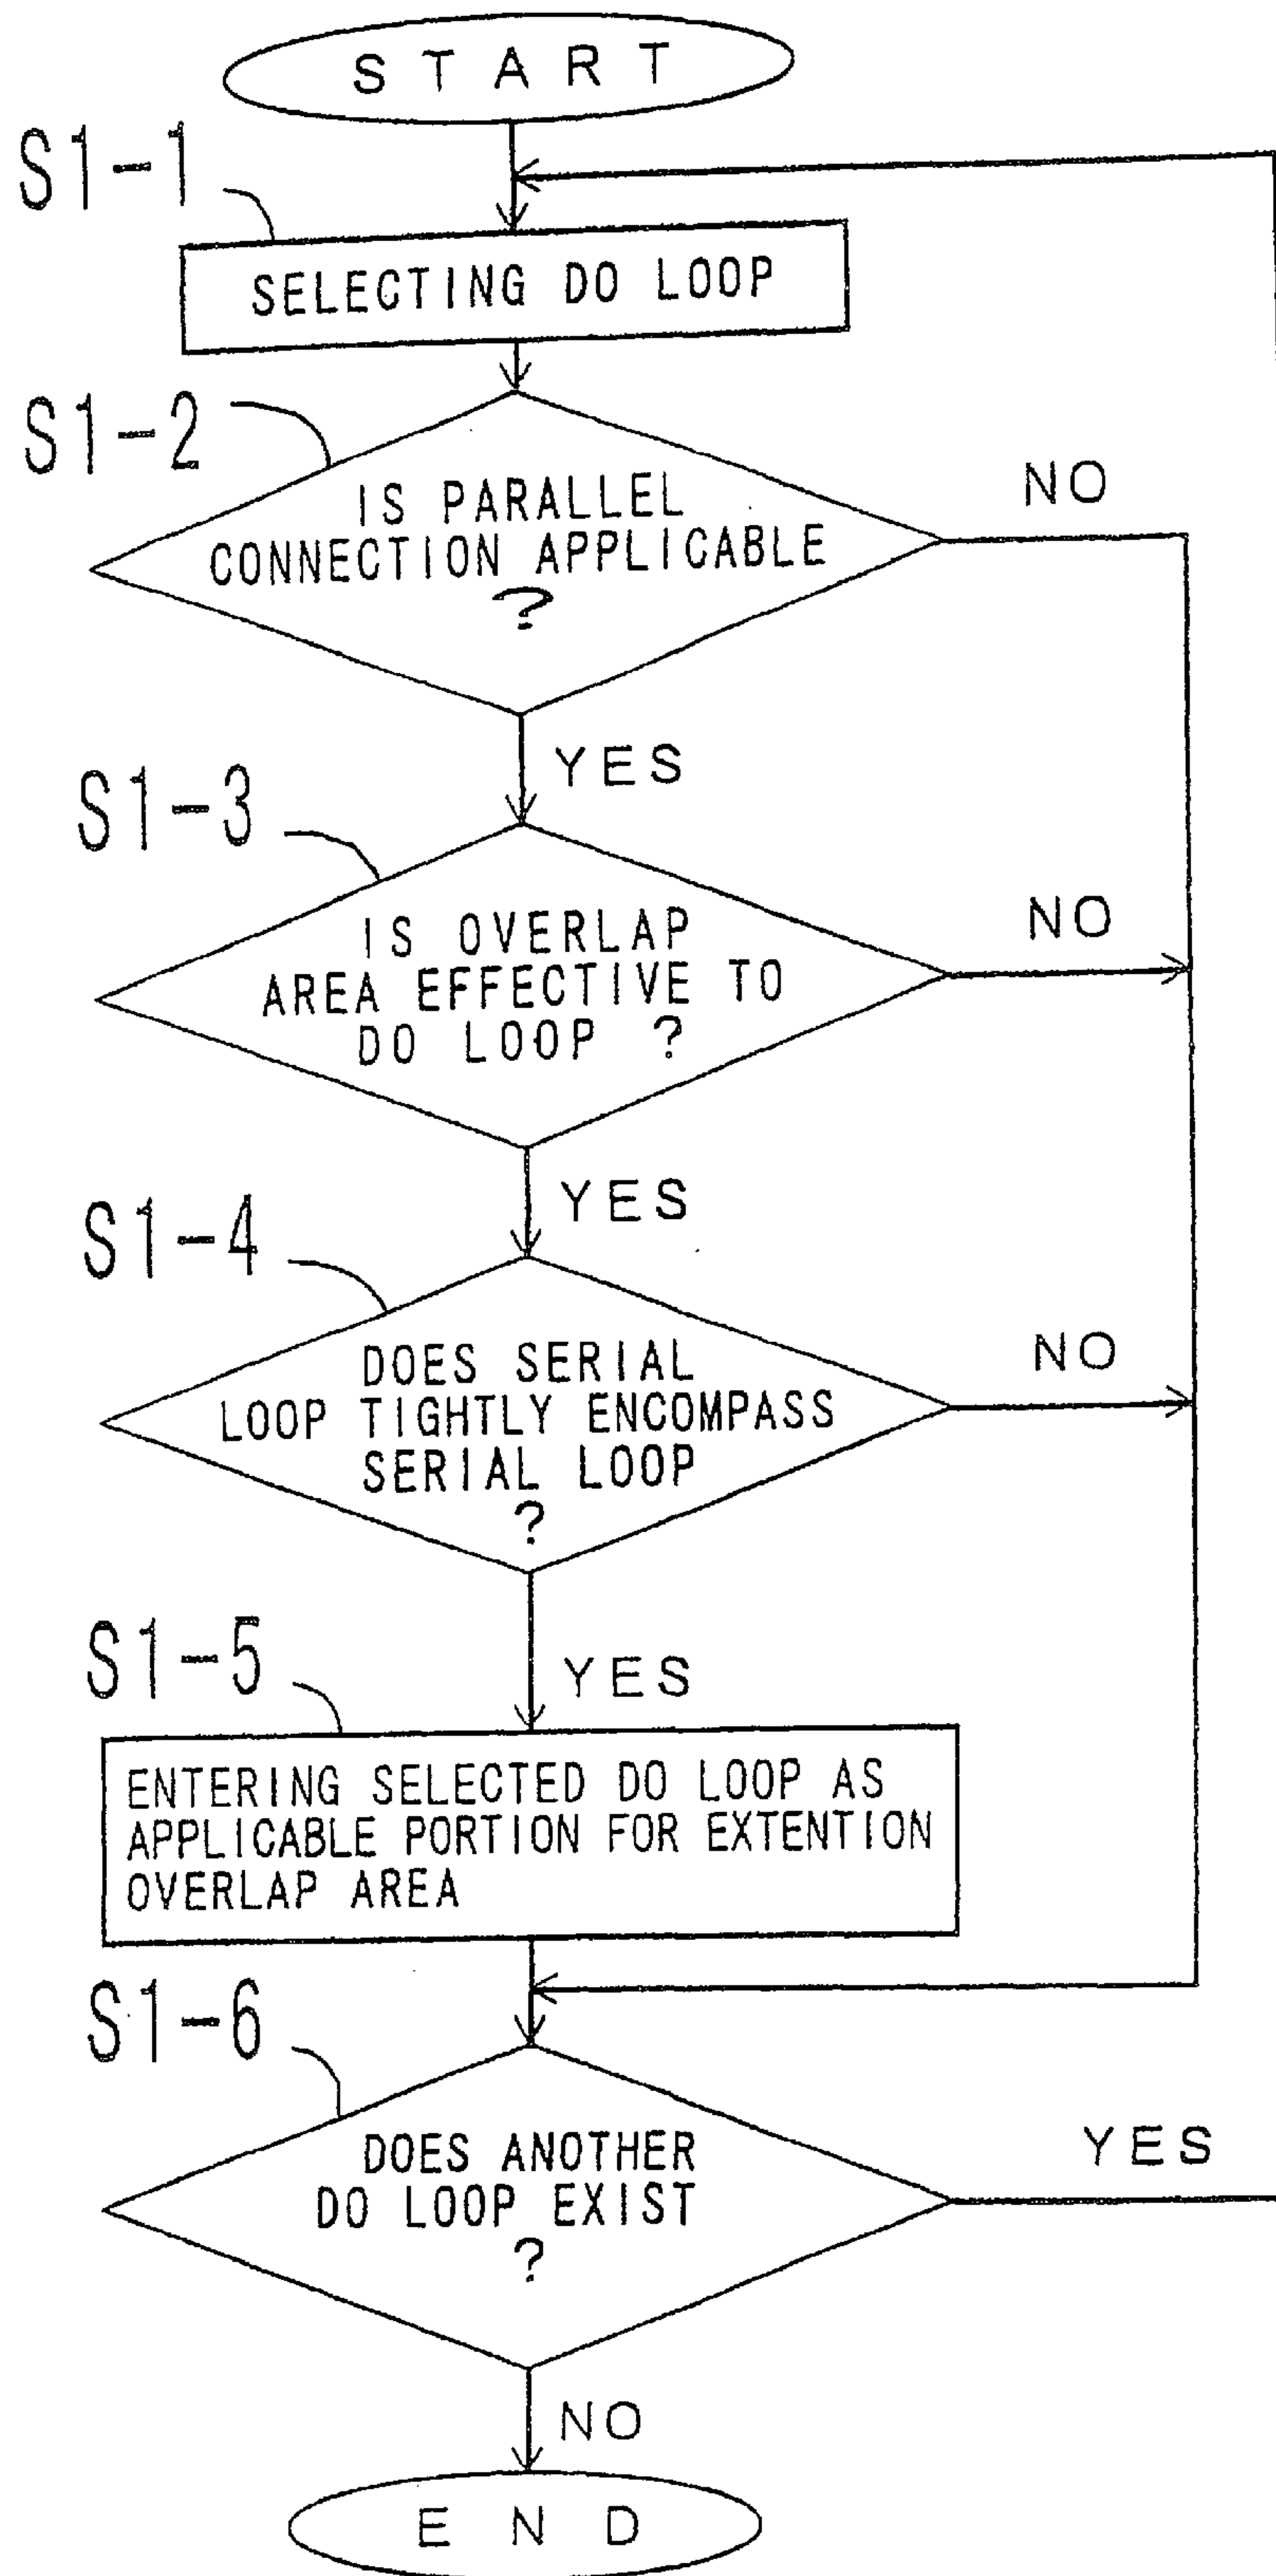 START
S1-1
SELECTING DO LOOP
S1-2
IS PARALLEL
CONNECTION APPLICABLE
?
NO
YES
S1-3
IS OVERLAP
AREA EFFECTIVE TO
DO LOOP ?
NO
YES
S1-4
DOES SERIAL
LOOP TIGHTLY ENCOMPASS
SERIAL LOOP
?
NO
YES
S1-5
ENTERING SELECTED DO LOOP AS
APPLICABLE PORTION FOR EXTENTION
OVERLAP AREA
S1-6
DOES ANOTHER
DO LOOP EXIST
?
YES
NO
END